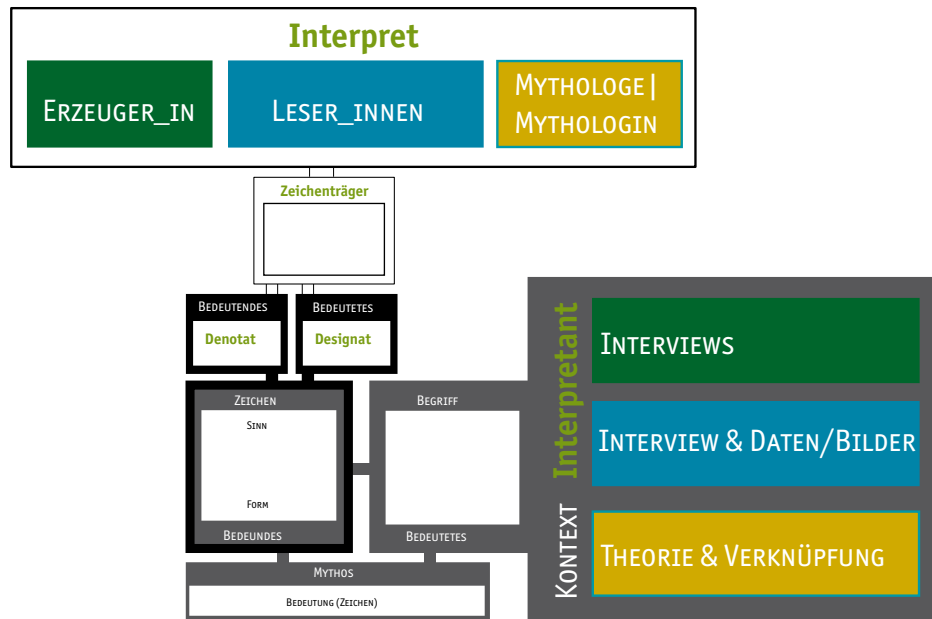 Interpret
ERZEUGER_IN
LESER_INNEN
MYTHOLOGE|
MYTHOLOGIN
Zeichenträger
BEDEUTENDES
BEDEUTETES
Denotat
Designat
ZEICHEN
SINN
FORM
BEDEUNDES
BEGRIFF
BEDEUTETES
MYTHOS
BEDEUTUNG (ZEICHEN)
Interpretant
KONTEXT
INTERVIEWS
INTERVIEW & DATEN/BILDER
THEORIE & VERKNÜPFUNG